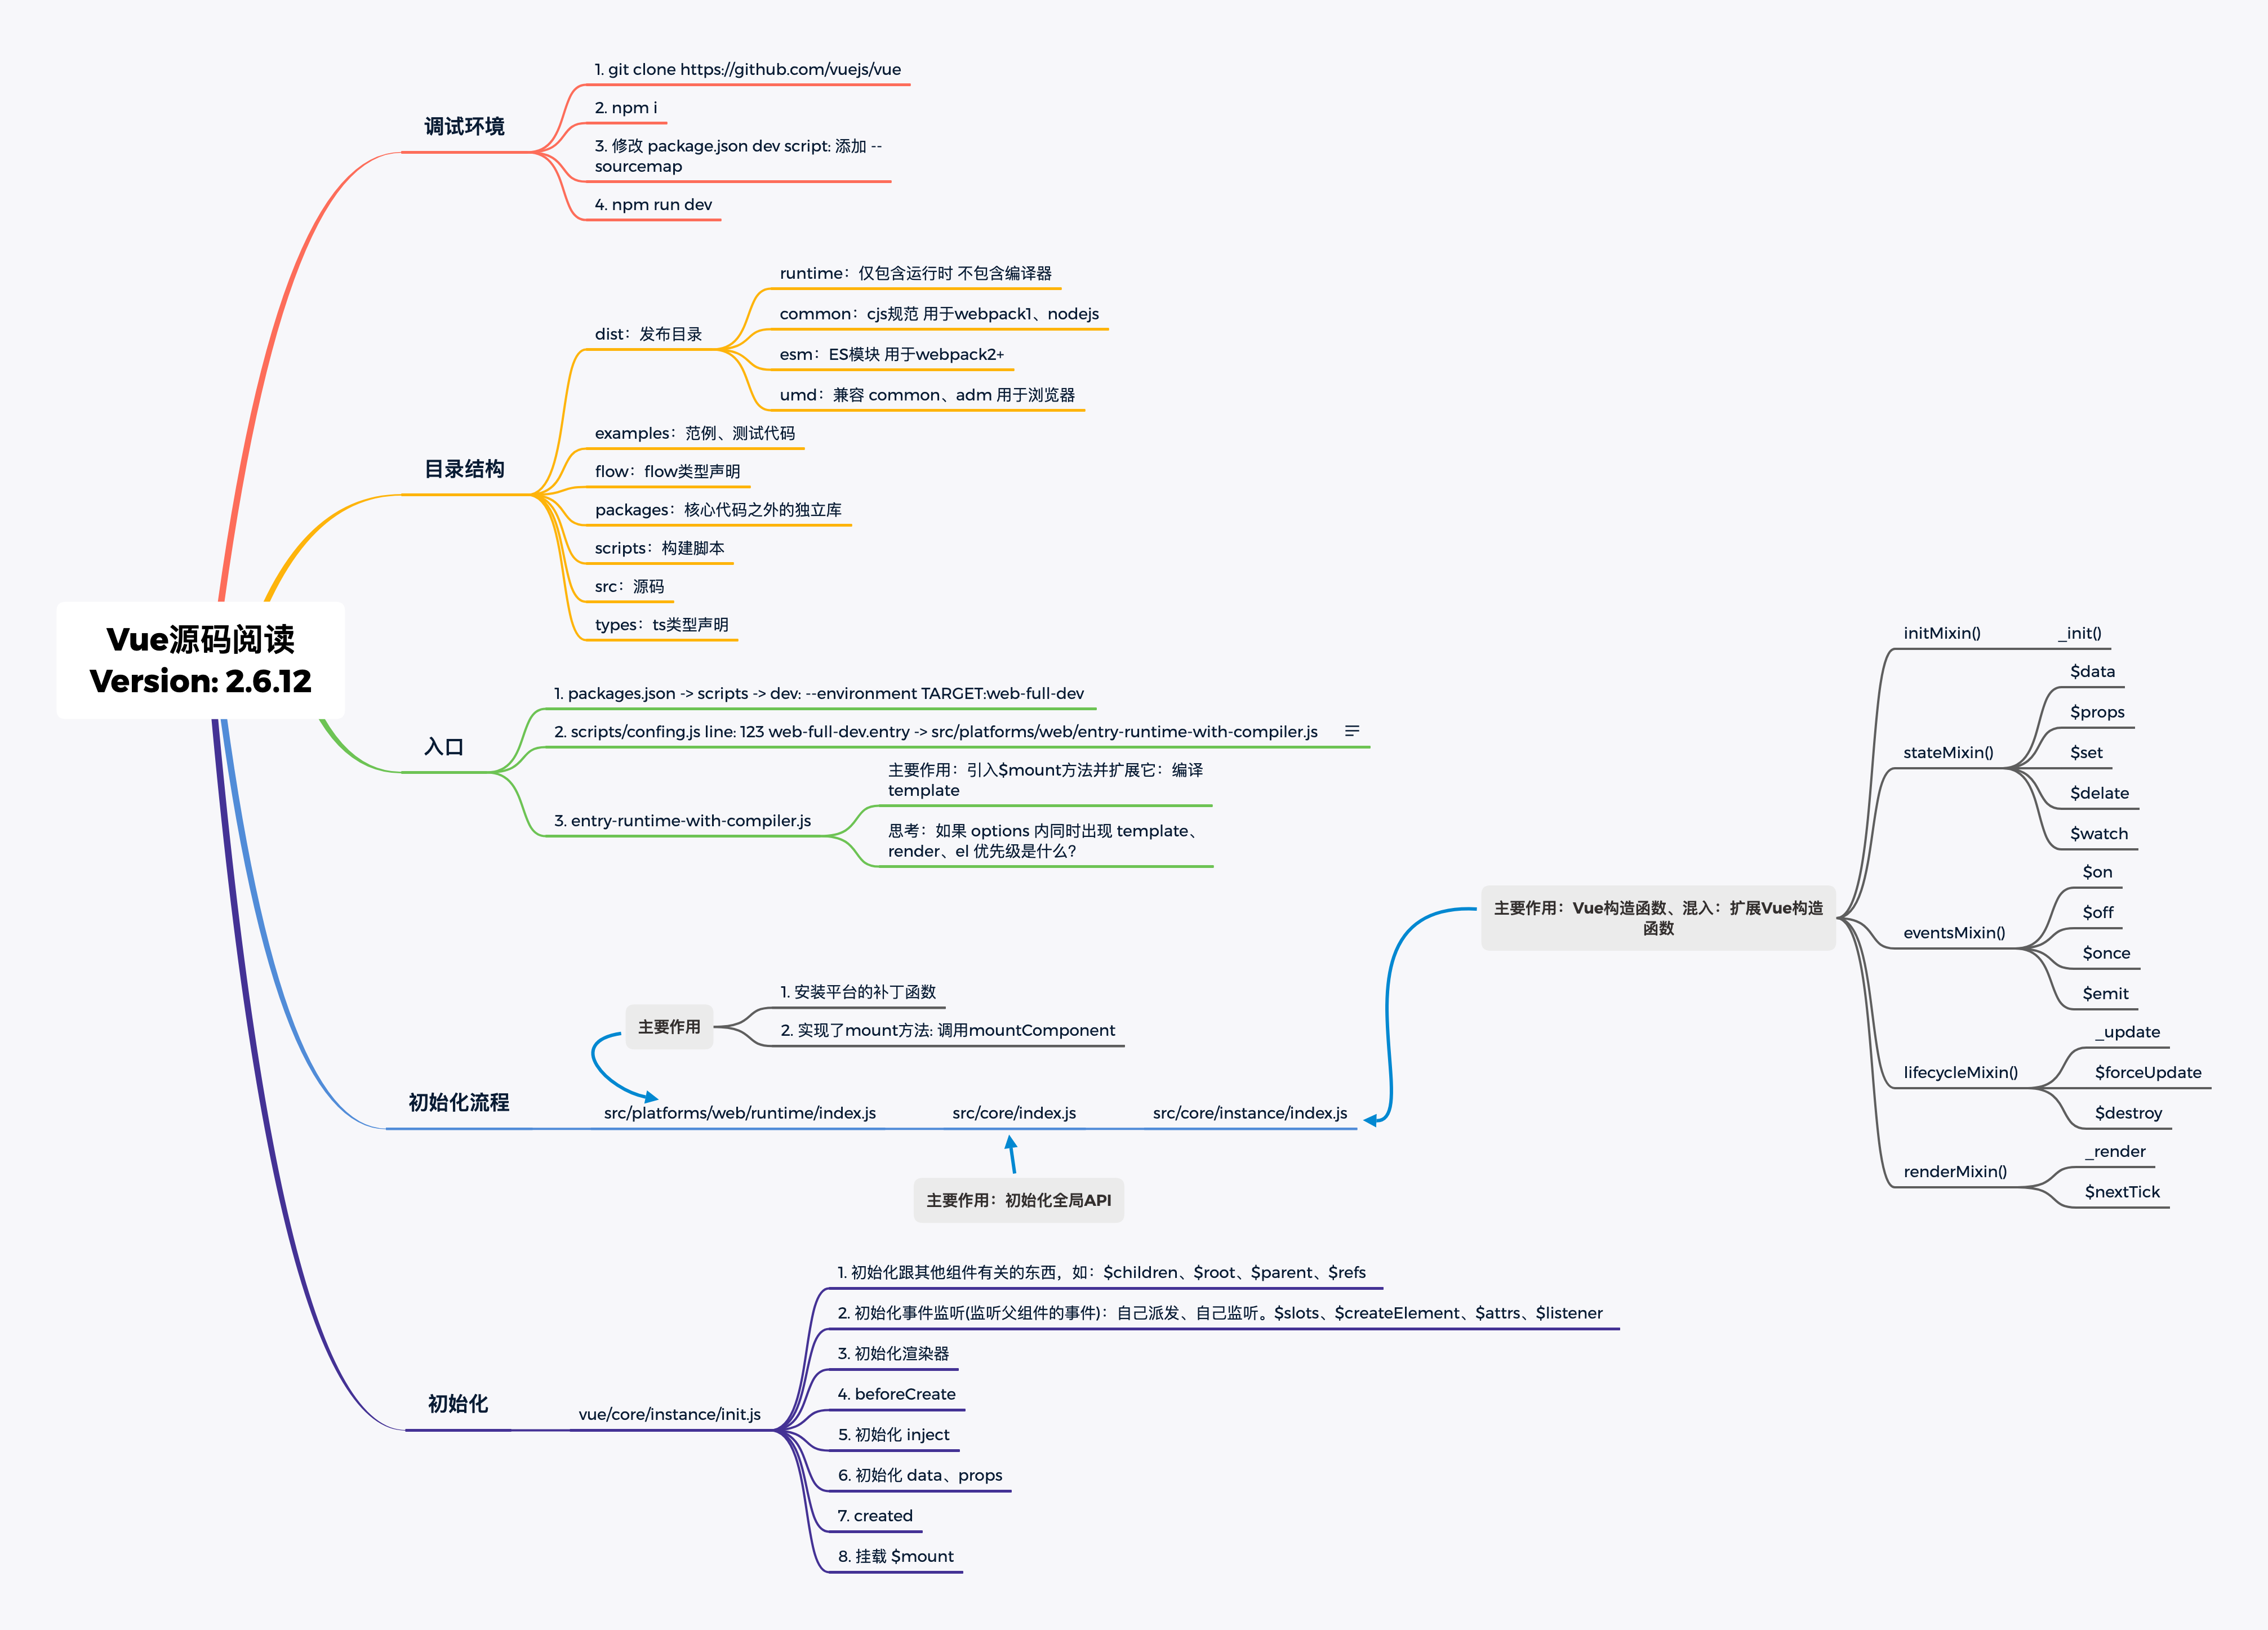 Vue源码阅读
Version: 2.6.12
调试环境
1. git clone https://github.com/vuejs/vue
2. npm i
3. 修改 package.json dev script: 添加 --
sourcemap
4. npm run dev
目录结构
dist：发布目录
runtime：仅包含运行时 不包含编译器
common：cjs规范 用于webpack1、nodejs
esm：ES模块 用于webpack2+
umd：兼容 common、adm 用于浏览器
examples：范例、测试代码
flow：flow类型声明
packages：核心代码之外的独立库
scripts：构建脚本
src：源码
types：ts类型声明
入口
1. packages.json -> scripts -> dev: --environment TARGET:web-full-dev
2. scripts/confing.js line: 123 web-full-dev.entry -> src/platforms/web/entry-runtime-with-compiler.js
3. entry-runtime-with-compiler.js
主要作用：引入$mount方法并扩展它：编译
template
思考：如果 options 内同时出现 template、
render、el 优先级是什么？
初始化流程
src/platforms/web/runtime/index.js
src/core/index.js
src/core/instance/index.js
主要作用
1. 安装平台的补丁函数
2. 实现了mount方法: 调用mountComponent
主要作用：初始化全局API
主要作用：Vue构造函数、混入：扩展Vue构造
函数
initMixin()
_init()
stateMixin()
$data
$props
$set
$delate
$watch
eventsMixin()
$on
$off
$once
$emit
lifecycleMixin()
_update
$forceUpdate
$destroy
renderMixin()
_render
$nextTick
初始化
vue/core/instance/init.js
1. 初始化跟其他组件有关的东西，如：$children、$root、$parent、$refs
2. 初始化事件监听(监听父组件的事件)：自己派发、自己监听。$slots、$createElement、$attrs、$listener
3. 初始化渲染器
4. beforeCreate
5. 初始化 inject
6. 初始化 data、props
7. created
8. 挂载 $mount